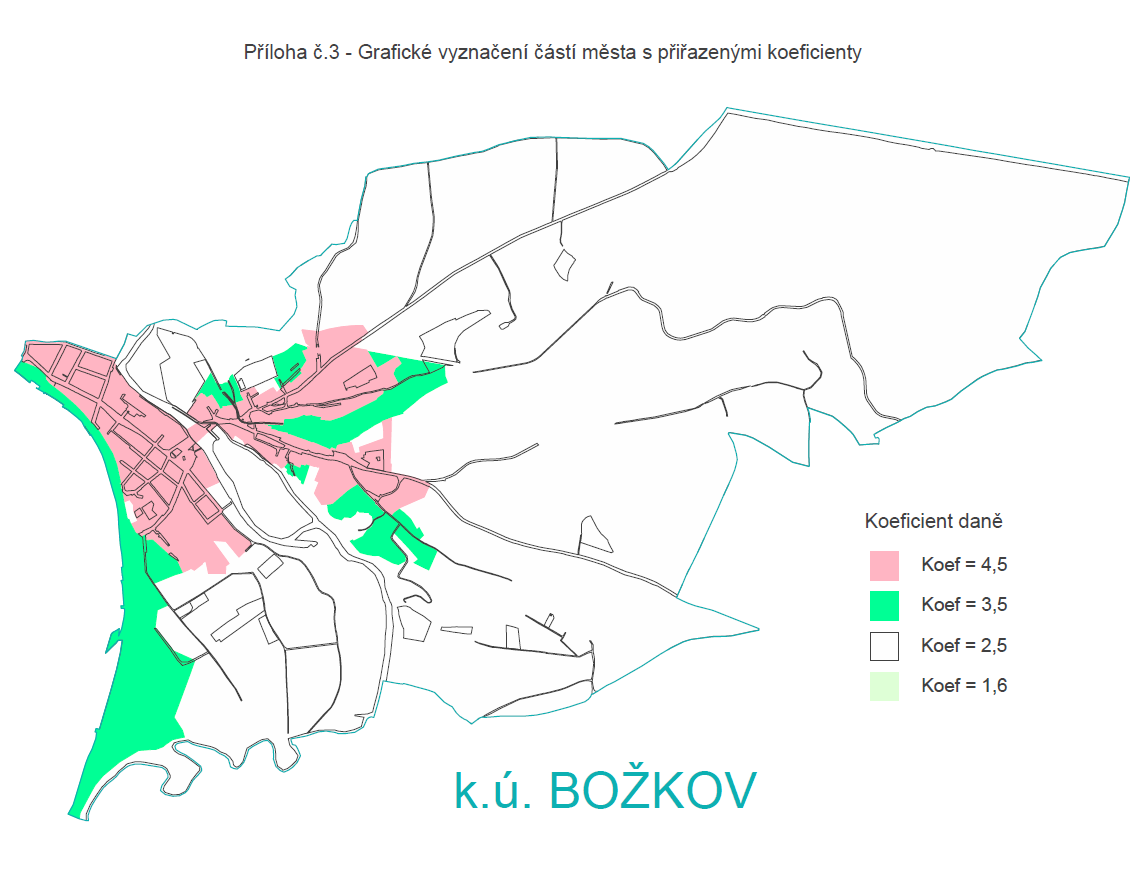 Příloha č.3 - Grafické vyznačení částí města s přiřazenými koeficienty
Koeficient daně
Koef = 4,5
Koef = 3,5
Koef = 2,5
Koef = 1,6
k.ú. BOŽKOV